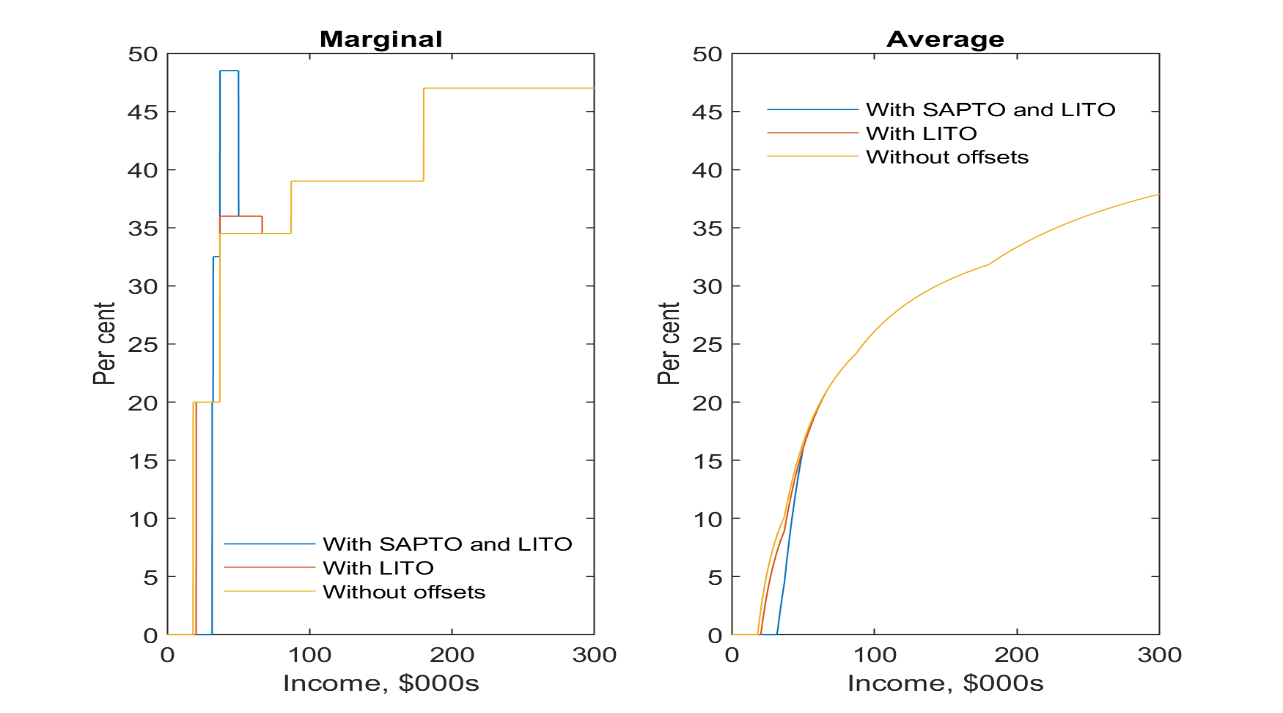 Marginal
50
45
40
35
30
25
20
15
10
5
0
Per cent
With SAPTO and LITO
With LITO
Without offsets
0 100 200 300
Income, $000s
Average
50
45
40
35
30
25
20
15
10
5
0
Per cent
With SAPTO and LITO
With LITO
Without offsets
0 100 200 300
Income, $000s